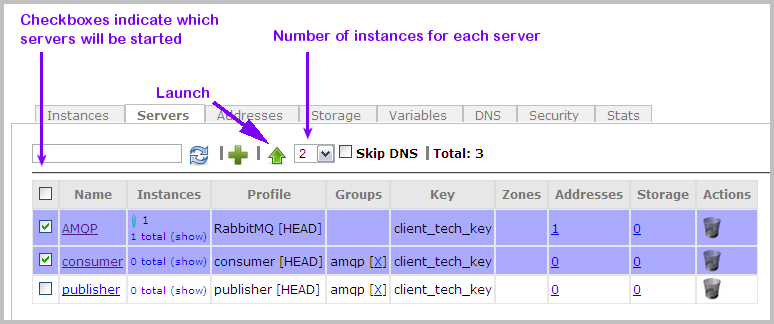 Checkboxes indicate which
servers will be started
Number of instances for each server
Launch
Instances Servers Addresses Storage Variables DNS Security Stats
2 Skip DNS Total: 3
Name Instances Profile Groups Key Zones Addresses Storage Actions
AMQP 1 RabbitMQ [HEAD] client_tech_key 1 0
1 total (show)
consumer 0 total (show) consumer [HEAD] amqp [X] client_tech_key 0 0
publisher 0 total (show) publisher [HEAD] amqp [X] client_tech_key 0 0